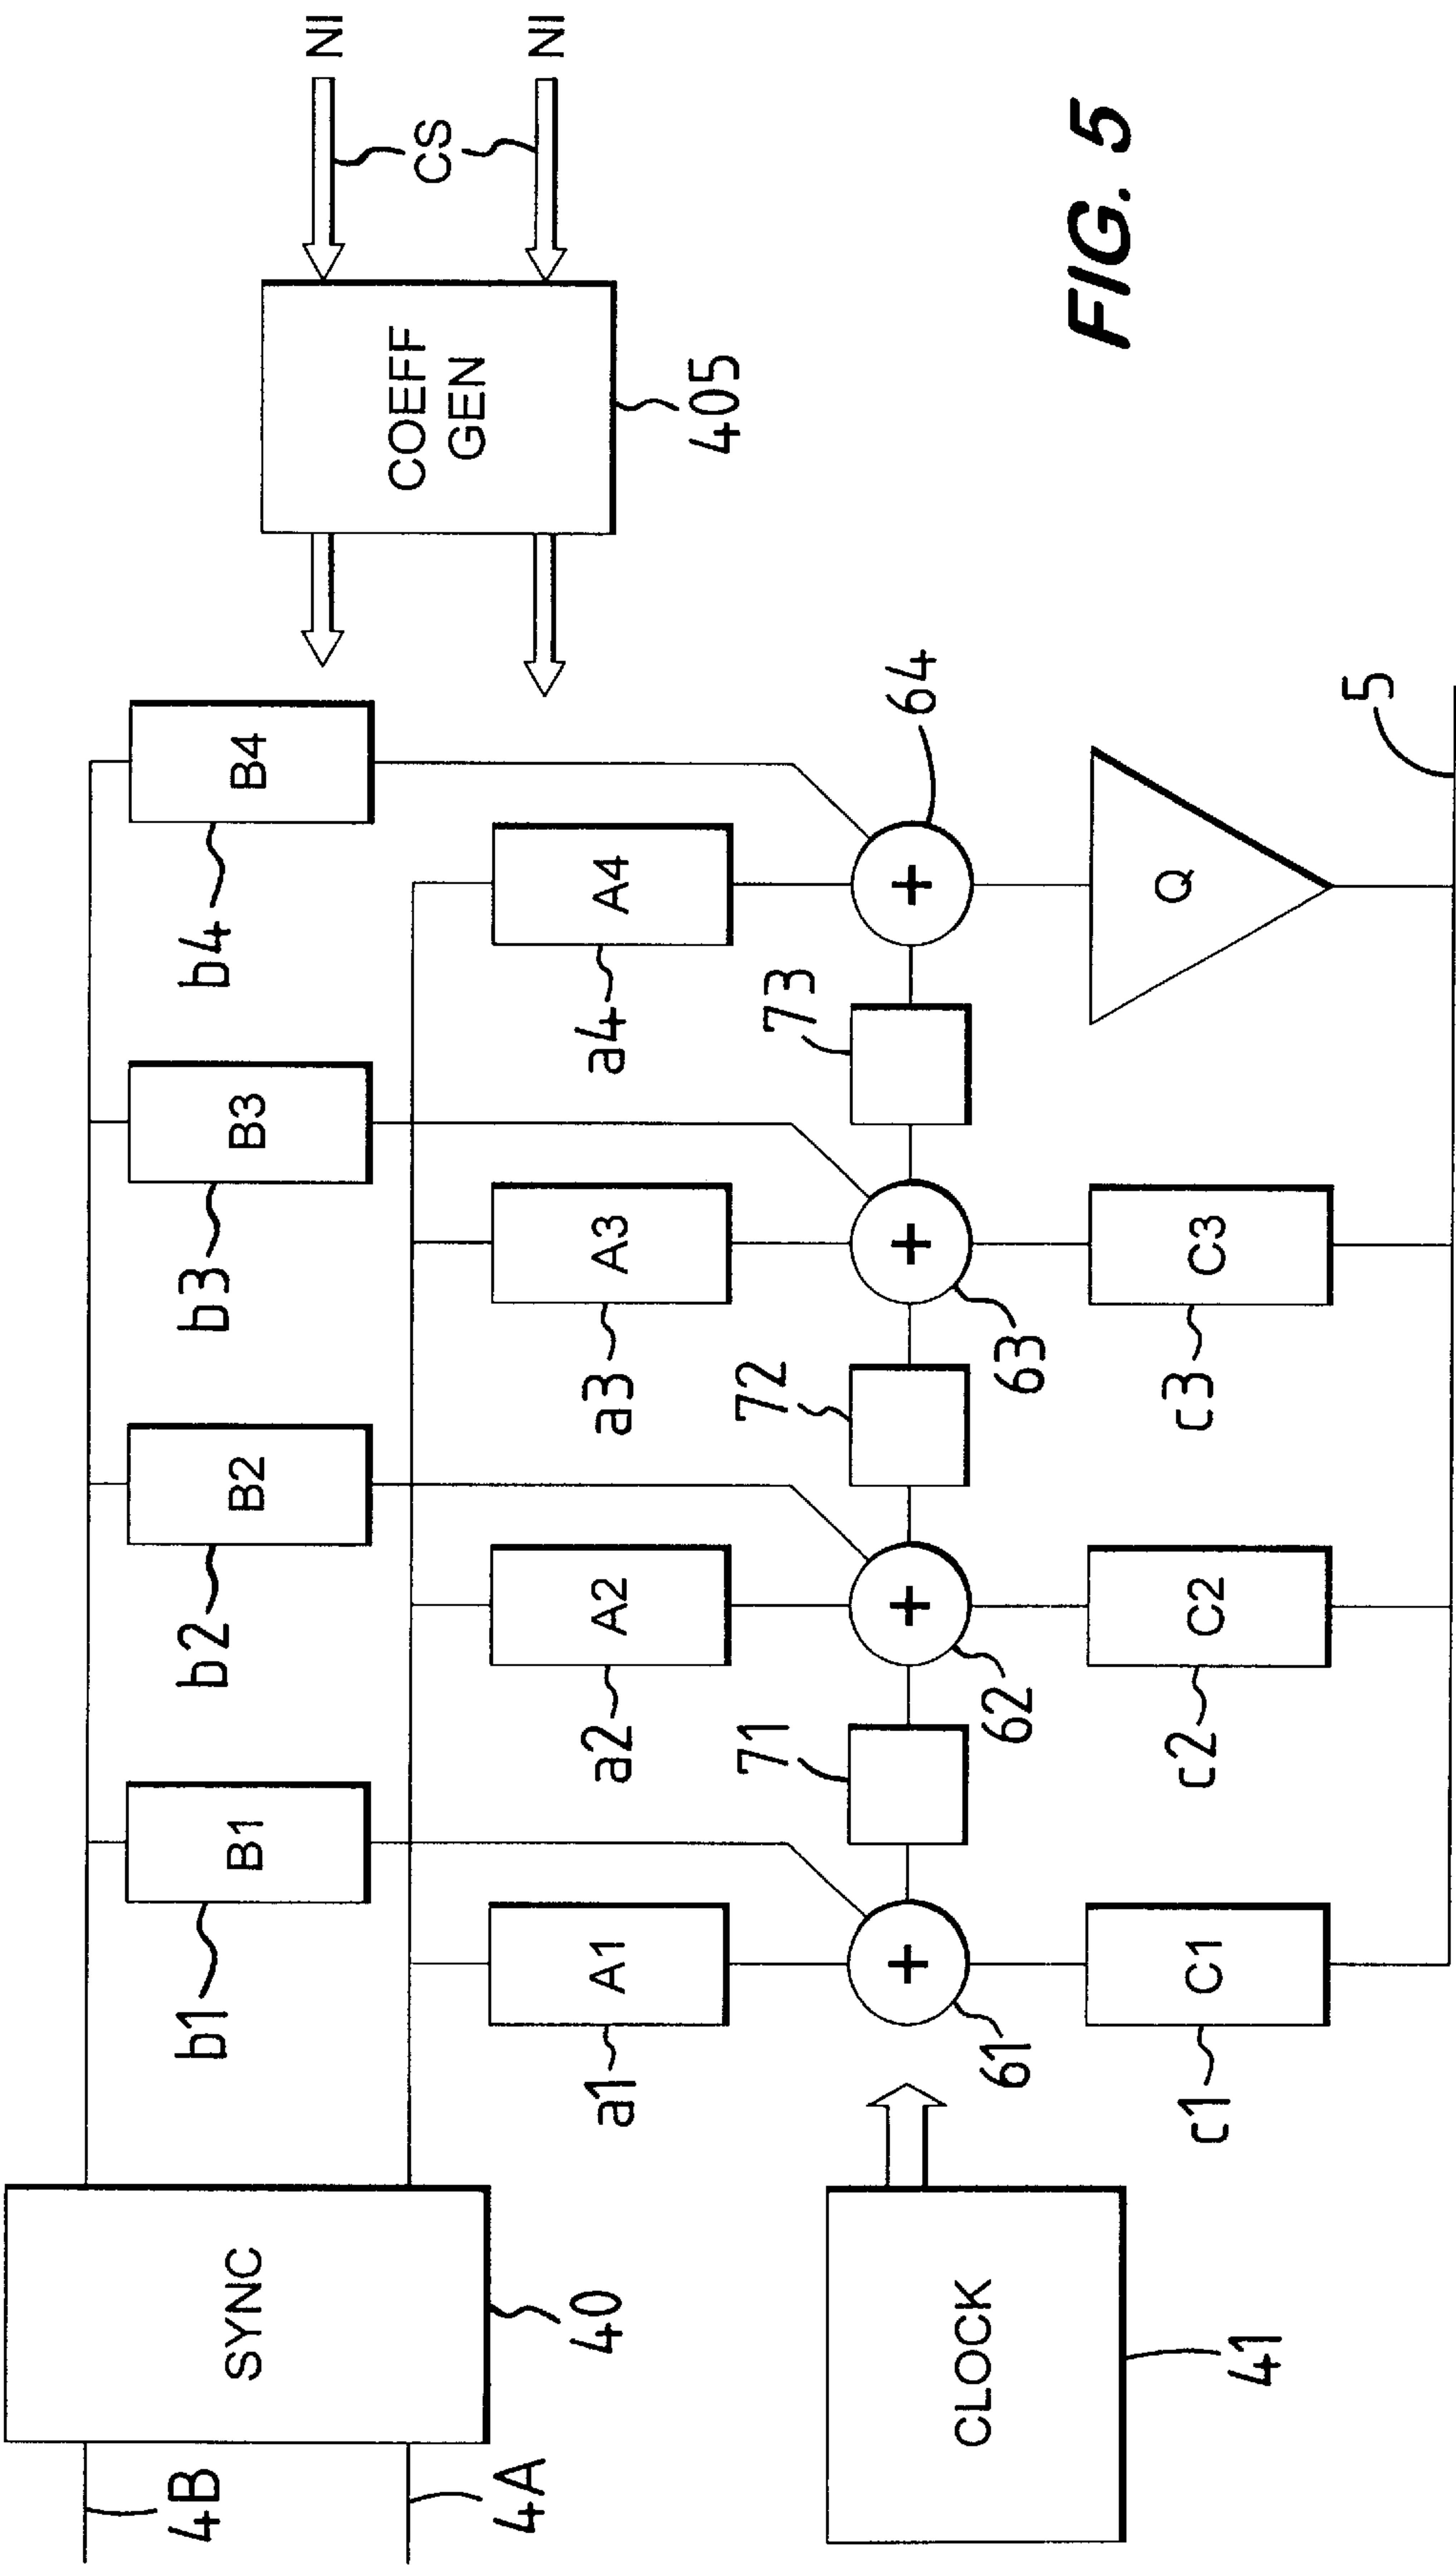 4B
4A
SYNC
40
CLOCK
41
b1
B1
b2
B2
b3
B3
b4
B4
a1
A1
a2
A2
a3
A3
a4
A4
61
+
71
62
+
72
63
+
73
64
+
c1
C1
c2
C2
c3
C3
Q
5
COEFF
GEN
405
CS
NI
NI
FIG. 5